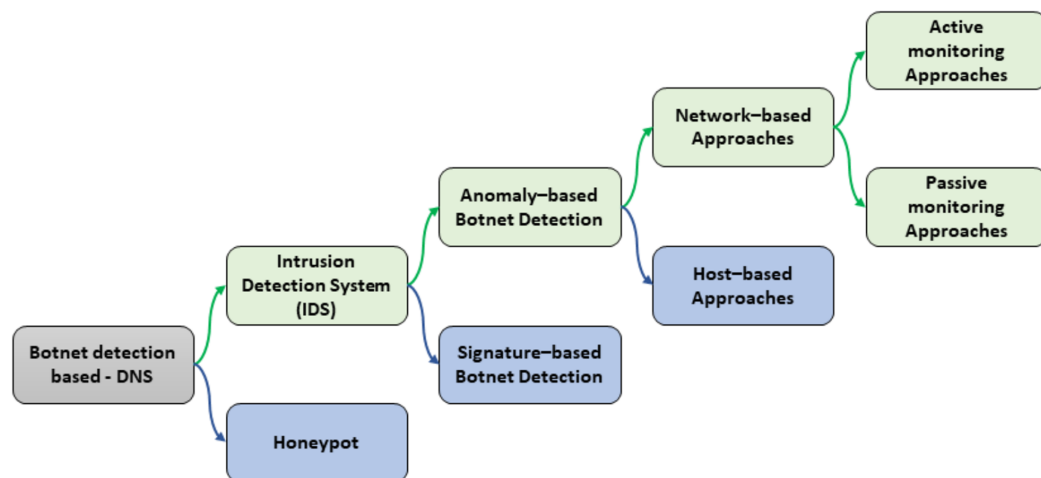 Active
monitoring
Approaches
Network–based
Approaches
Passive
monitoring
Approaches
Anomaly–based
Botnet Detection
Host–based
Approaches
Intrusion
Detection System
(IDS)
Signature–based
Botnet Detection
Botnet detection
based - DNS
Honeypot